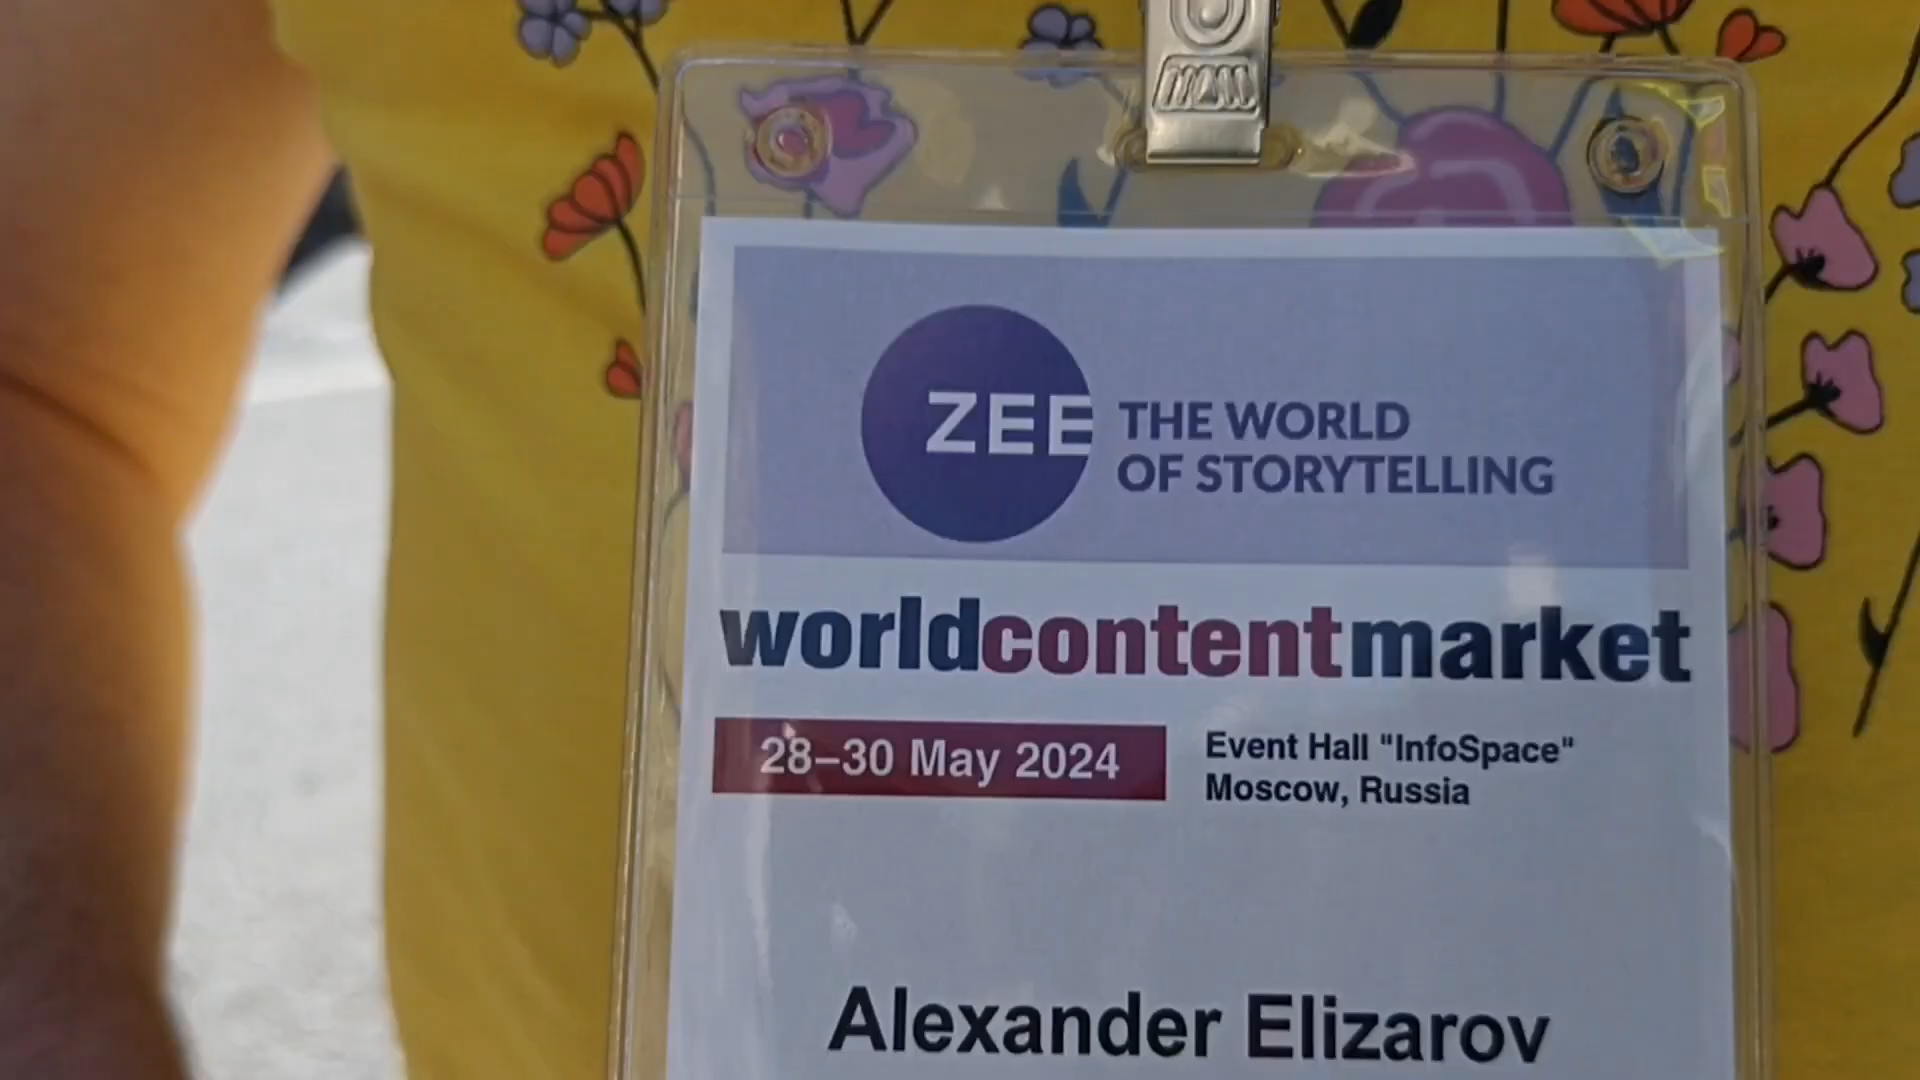 ZEE
THE WORLD
OF STORYTELLING
worldcontentmarket
28–30 May 2024
Event Hall "InfoSpace"
Moscow, Russia
Alexander Elizarov